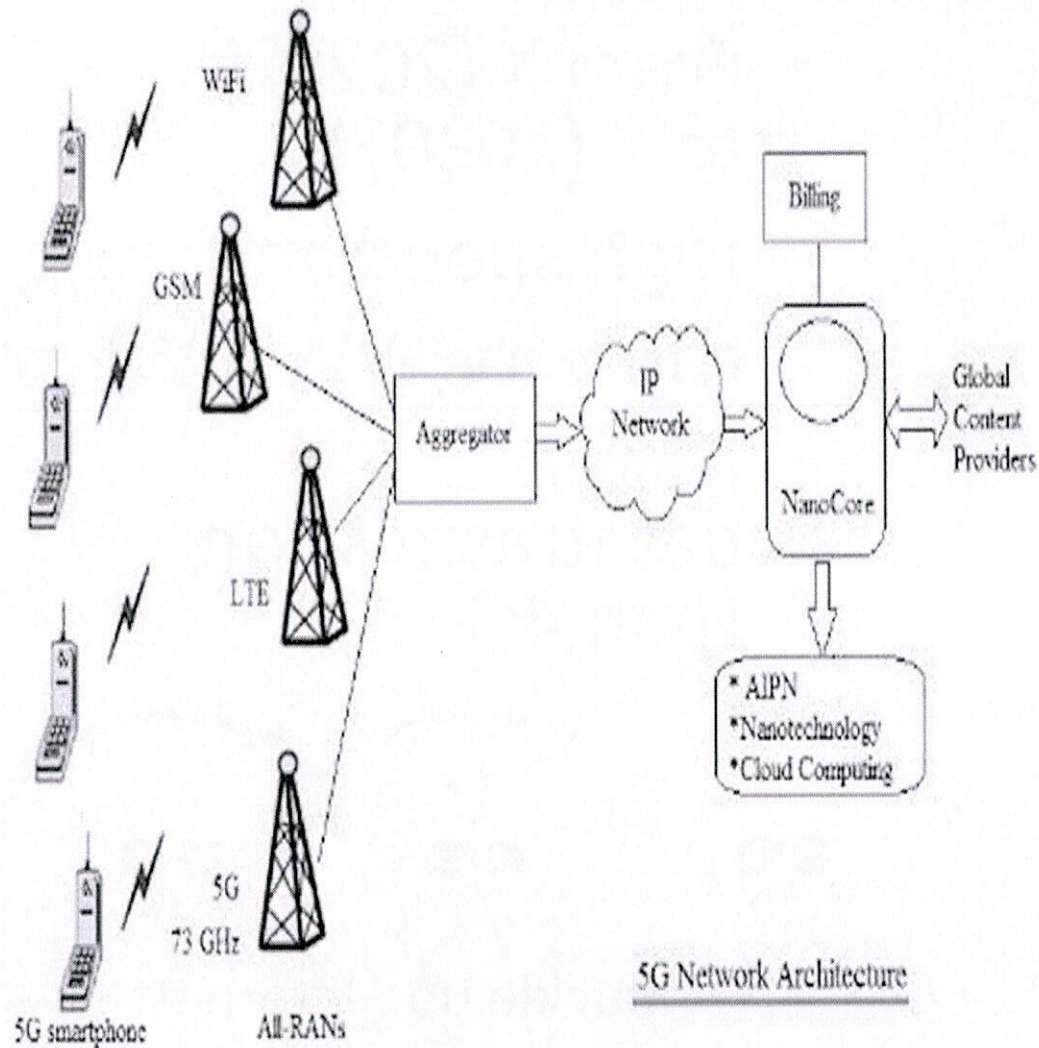 WiFi
Billing
GSM
IP
Network
Global
Content
Providers
Aggregator
NanoCore
LTE
* AIPN
*Nanotechnology
*Cloud Computing
5G
73 GHz
5G Network Architecture
5G smartphone
All-RANs